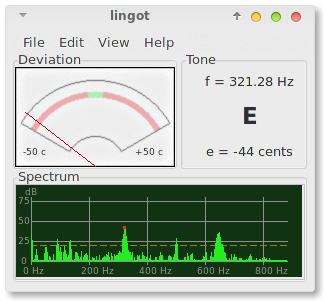 lingot
File Edit View Help
Deviation
-50 c +50 c
Tone
f = 321.28 Hz
E
e = -44 cents
Spectrum
dB
75
50
25
0
0 Hz 200 Hz 400 Hz 600 Hz 800 Hz